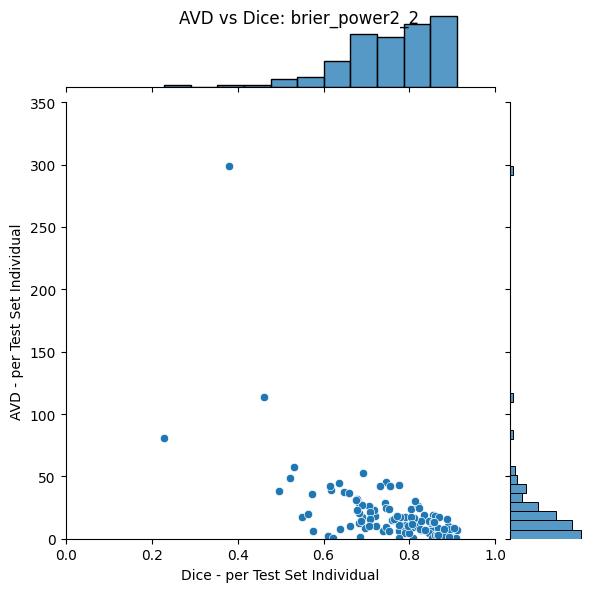 AVD vs Dice: brier_power2_2
350
300
250
200
150
100
50
0
AVD - per Test Set Individual
0.0 0.2 0.4 0.6 0.8 1.0
Dice - per Test Set Individual